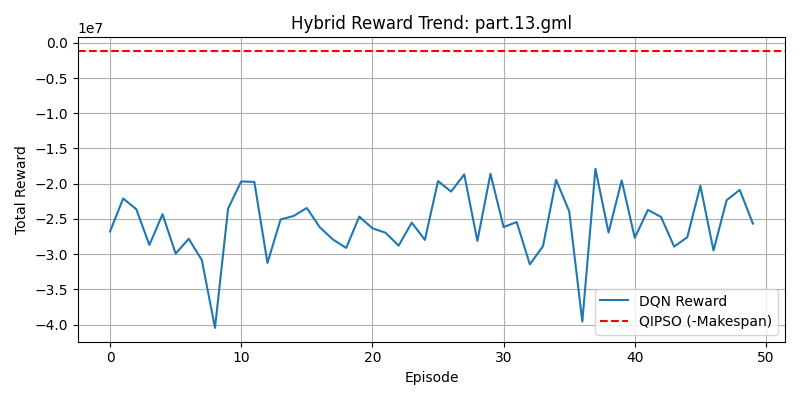 Hybrid Reward Trend: part.13.gml
1e7
0.0
−0.5
−1.0
−1.5
−2.0
−2.5
−3.0
−3.5
−4.0
Total Reward
0 10 20 30 40 50
Episode
DQN Reward
QIPSO (-Makespan)